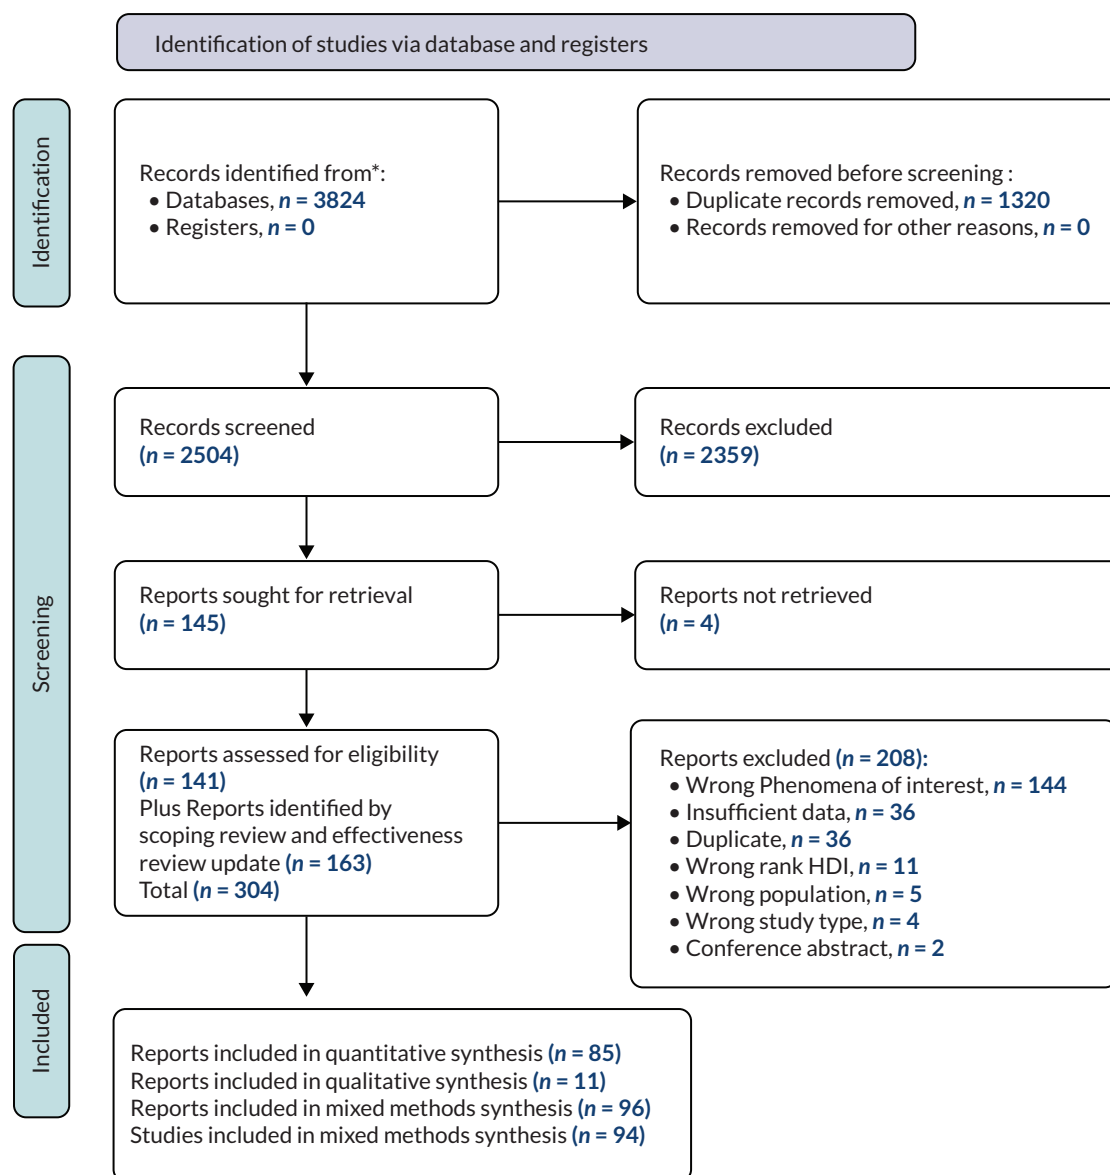 Identification of studies via database and registers
Identification
Records identified from*:
• Databases, n = 3824
• Registers, n = 0
Records removed before screening :
• Duplicate records removed, n = 1320
• Records removed for other reasons, n = 0
Screening
Records screened
(n = 2504)
Records excluded
(n = 2359)
Reports sought for retrieval
(n = 145)
Reports not retrieved
(n = 4)
Reports assessed for eligibility
(n = 141)
Plus Reports identified by
scoping review and effectiveness
review update (n = 163)
Total (n = 304)
Reports excluded (n = 208):
• Wrong Phenomena of interest, n = 144
• Insufficient data, n = 36
• Duplicate, n = 36
• Wrong rank HDI, n = 11
• Wrong population, n = 5
• Wrong study type, n = 4
• Conference abstract, n = 2
Included
Reports included in quantitative synthesis (n = 85)
Reports included in qualitative synthesis (n = 11)
Reports included in mixed methods synthesis (n = 96)
Studies included in mixed methods synthesis (n = 94)